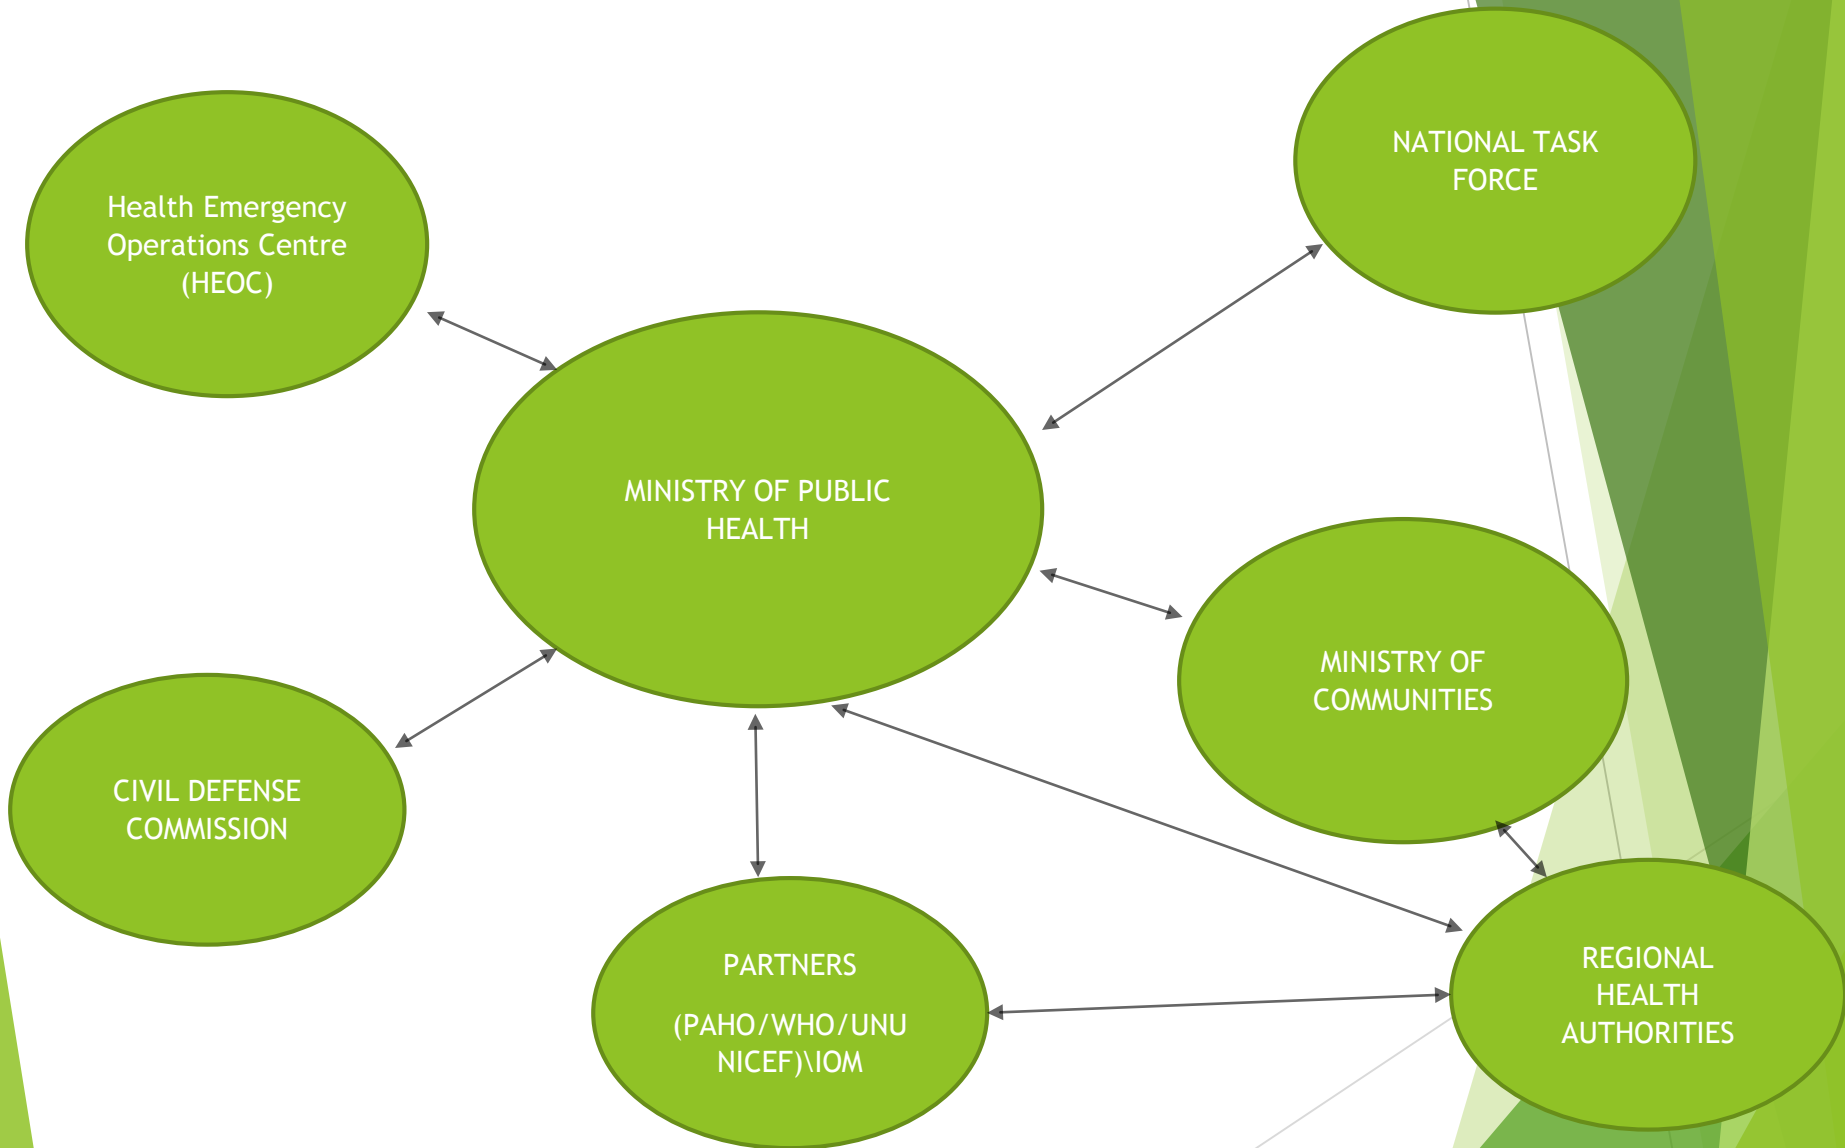 NATIONAL TASK
FORCE
Health Emergency
Operations Centre
(HEOC)
MINISTRY OF PUBLIC
HEALTH
MINISTRY OF
COMMUNITIES
CIVIL DEFENSE
COMMISSION
PARTNERS
(PAHO/WHO/UNU
NICEF)\IOM
REGIONAL
HEALTH
AUTHORITIES